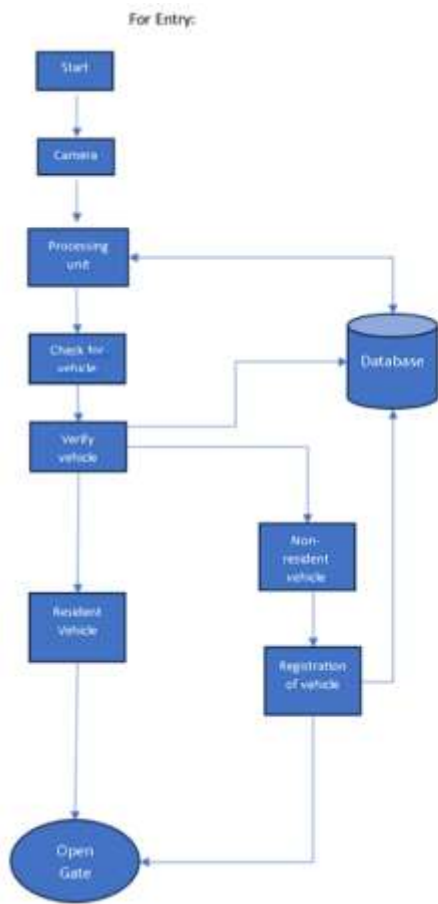 For Entry:
Start
Camera
Processing
unit
Check for
vehicle
Database
Verify
vehicle
Non-
resident
vehicle
Resident
Vehicle
Registration
of vehicle
Open
Gate